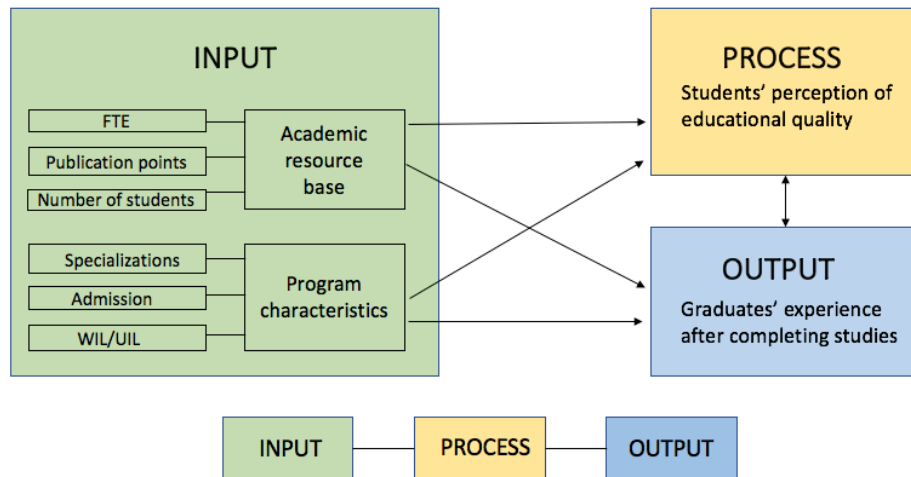 INPUT
FTE
Publication points
Number of students
Academic
resource
base
Specializations
Admission
WIL/UIL
Program
characteristics
PROCESS
Students’ perception of
educational quality
OUTPUT
Graduates’ experience
after completing studies
INPUT
PROCESS
OUTPUT